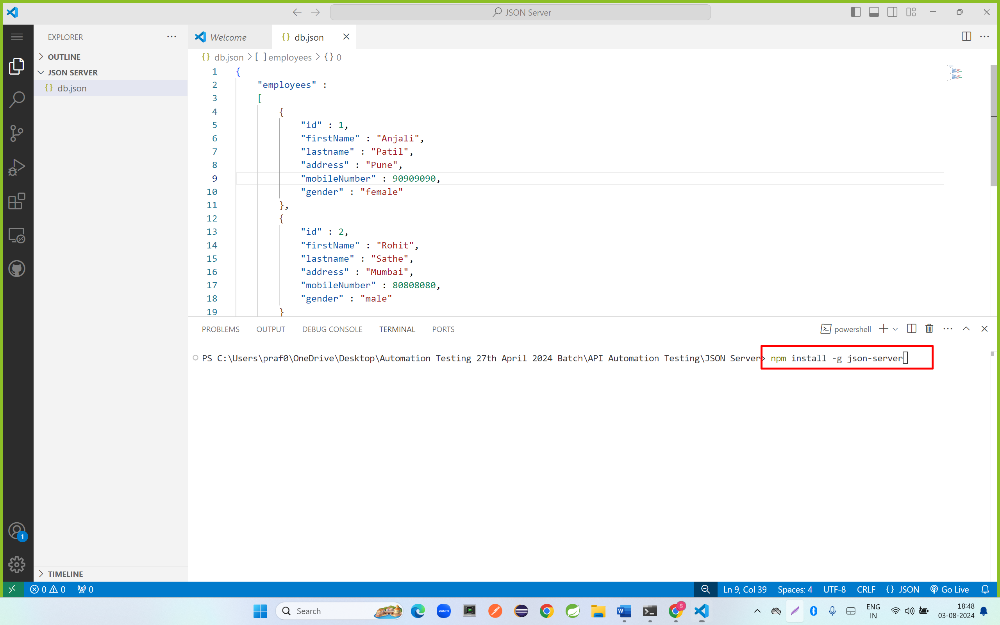 JSON Server
EXPLORER
OUTLINE
JSON SERVER
db.json
Welcome
db.json
db.json > [ ] employees > {} 0
1 {
2 "employees" :
3 [
4 {
5 "id" : 1,
6 "firstName" : "Anjali",
7 "lastname" : "Patil",
8 "address" : "Pune",
9 "mobileNumber" : 90909090,
10 "gender" : "female"
11 },
12 {
13 "id" : 2,
14 "firstName" : "Rohit",
15 "lastname" : "Sathe",
16 "address" : "Mumbai",
17 "mobileNumber" : 80808080,
18 "gender" : "male"
19 }
PROBLEMS OUTPUT DEBUG CONSOLE TERMINAL PORTS
powershell
PS C:\Users\praf0\OneDrive\Desktop\Automation Testing 27th April 2024 Batch\API Automation Testing\JSON Server> npm install -g json-server
1
TIMELINE
0 0 0
Ln 9, Col 39 Spaces: 4 UTF-8 CRLF {} JSON Go Live
Search
zoom
S
ENG
IN
18:48
03-08-2024